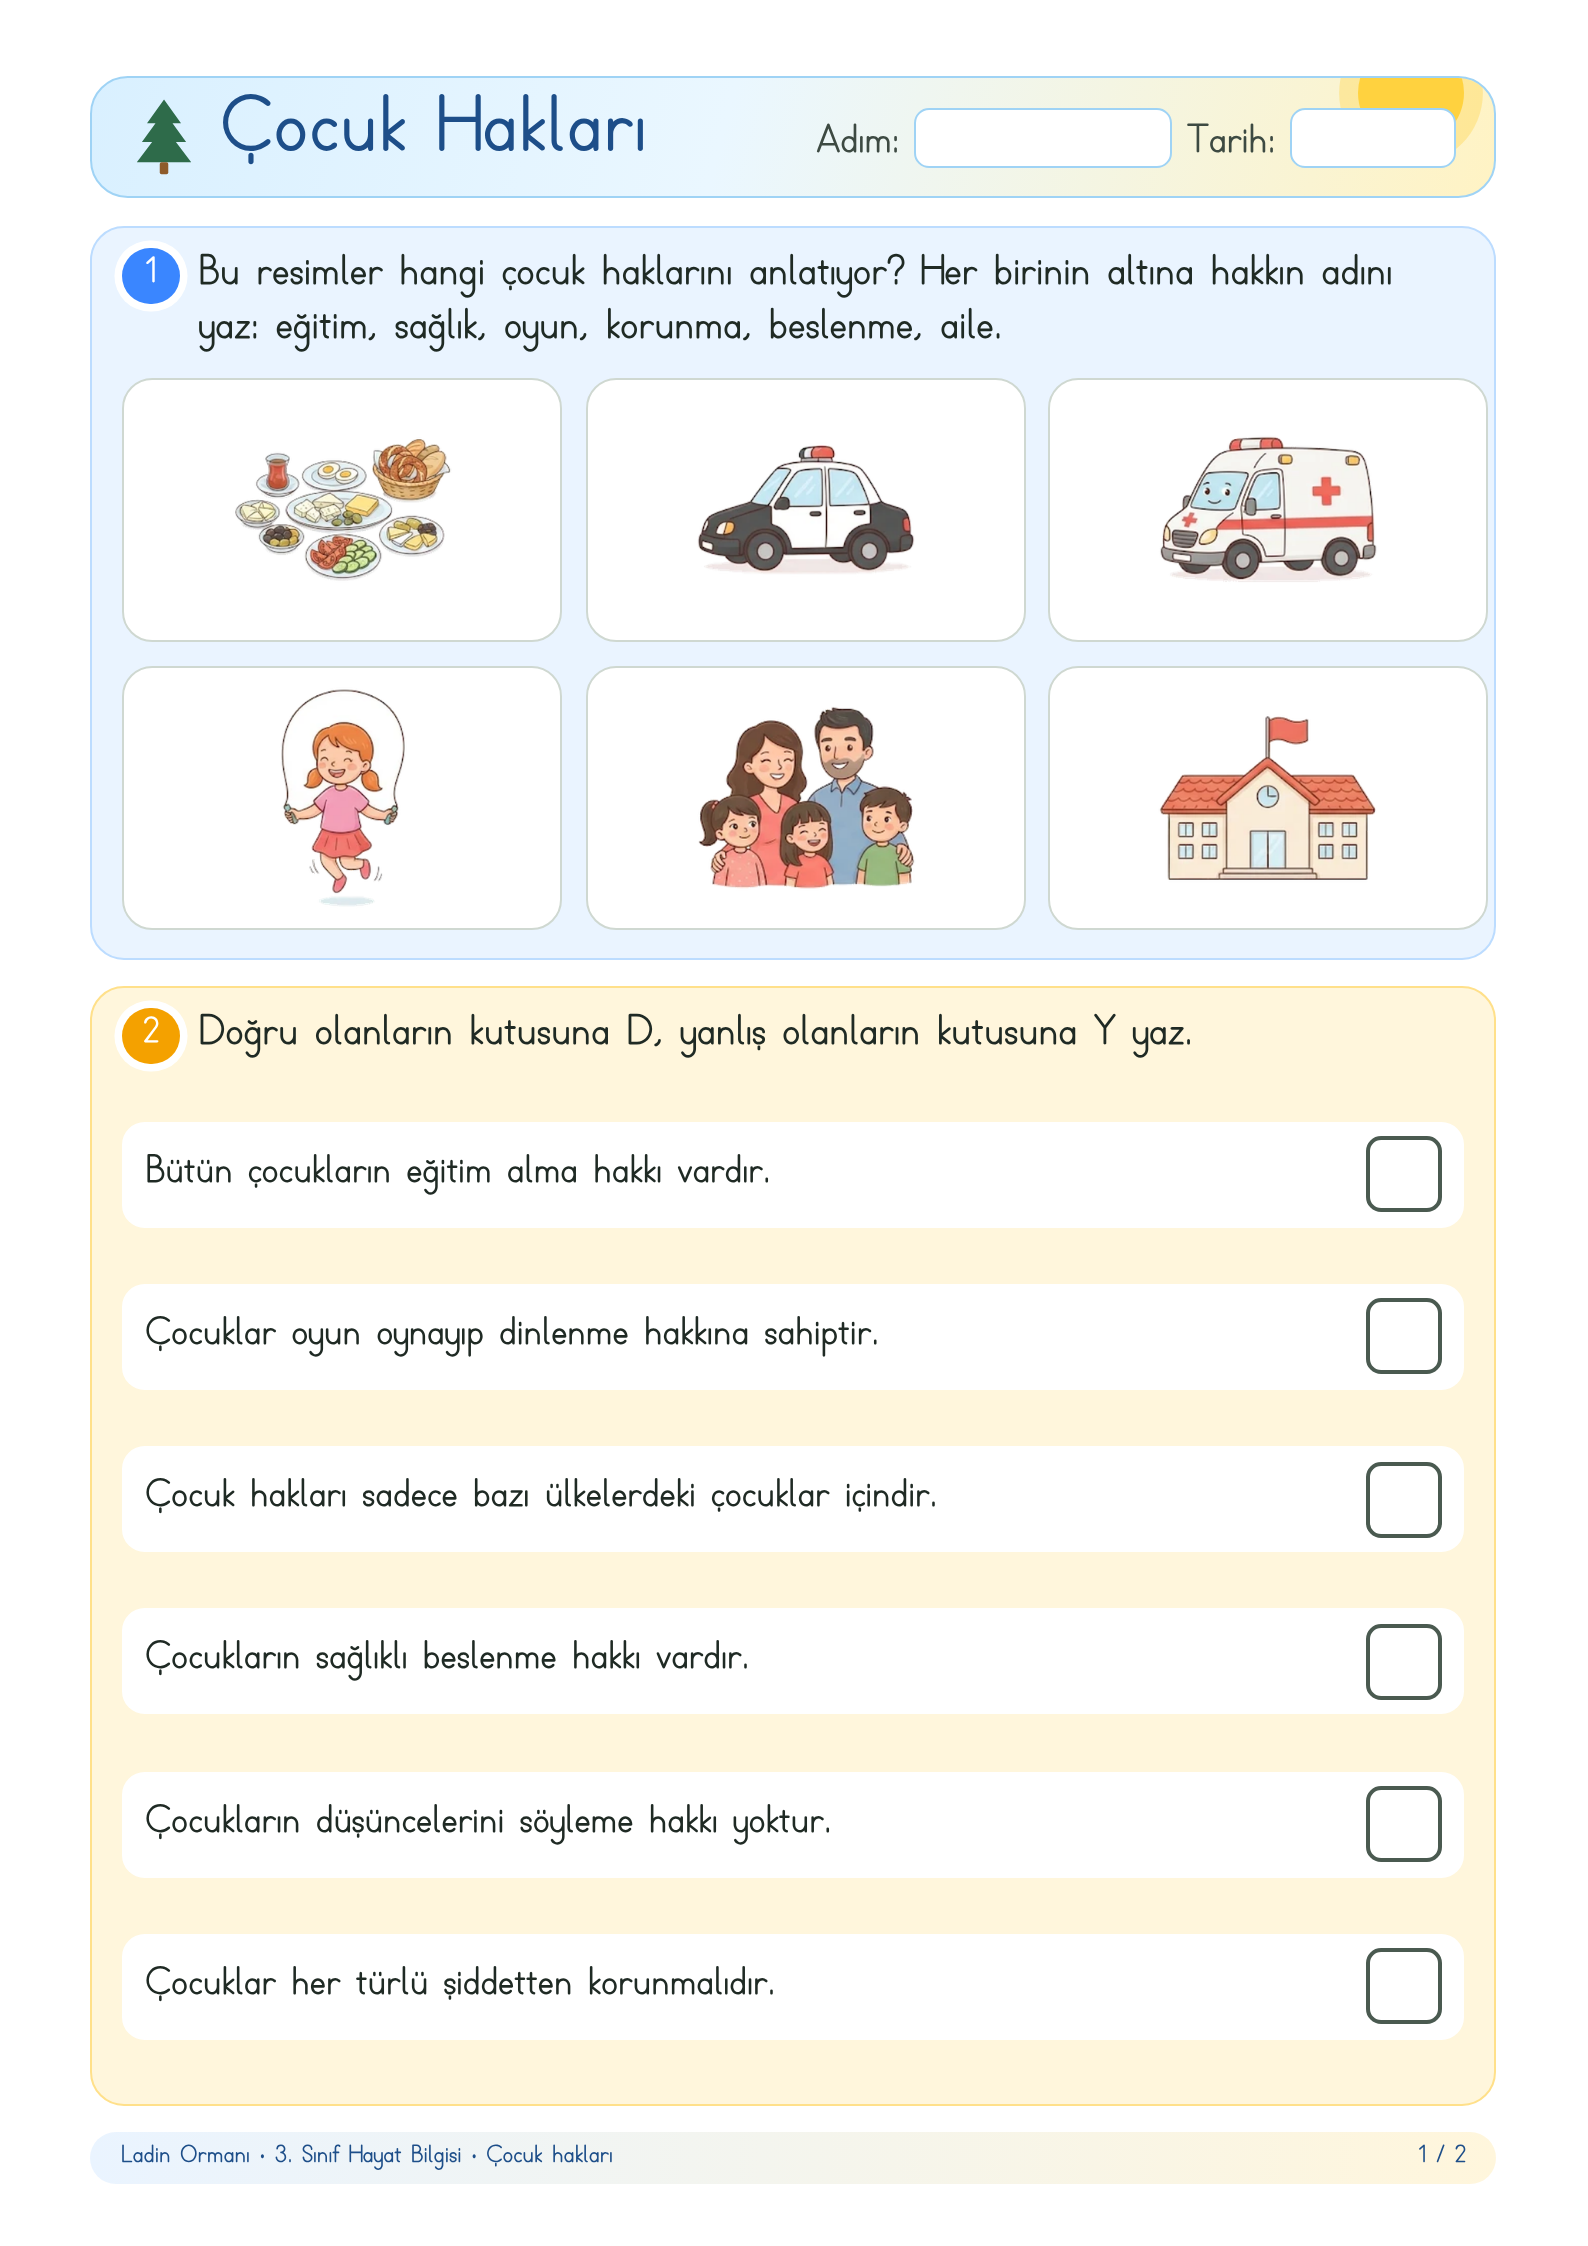 Çocuk Hakları
Adım:
Tarih:
1
Bu resimler hangi çocuk haklarını anlatıyor? Her birinin altına hakkın adını
yaz: eğitim, sağlık, oyun, korunma, beslenme, aile.
2
Doğru olanların kutusuna D, yanlış olanların kutusuna Y yaz.
Bütün çocukların eğitim alma hakkı vardır.
Çocuklar oyun oynayıp dinlenme hakkına sahiptir.
Çocuk hakları sadece bazı ülkelerdeki çocuklar içindir.
Çocukların sağlıklı beslenme hakkı vardır.
Çocukların düşüncelerini söyleme hakkı yoktur.
Çocuklar her türlü şiddetten korunmalıdır.
Ladin Ormanı • 3. Sınıf Hayat Bilgisi • Çocuk hakları
1 / 2